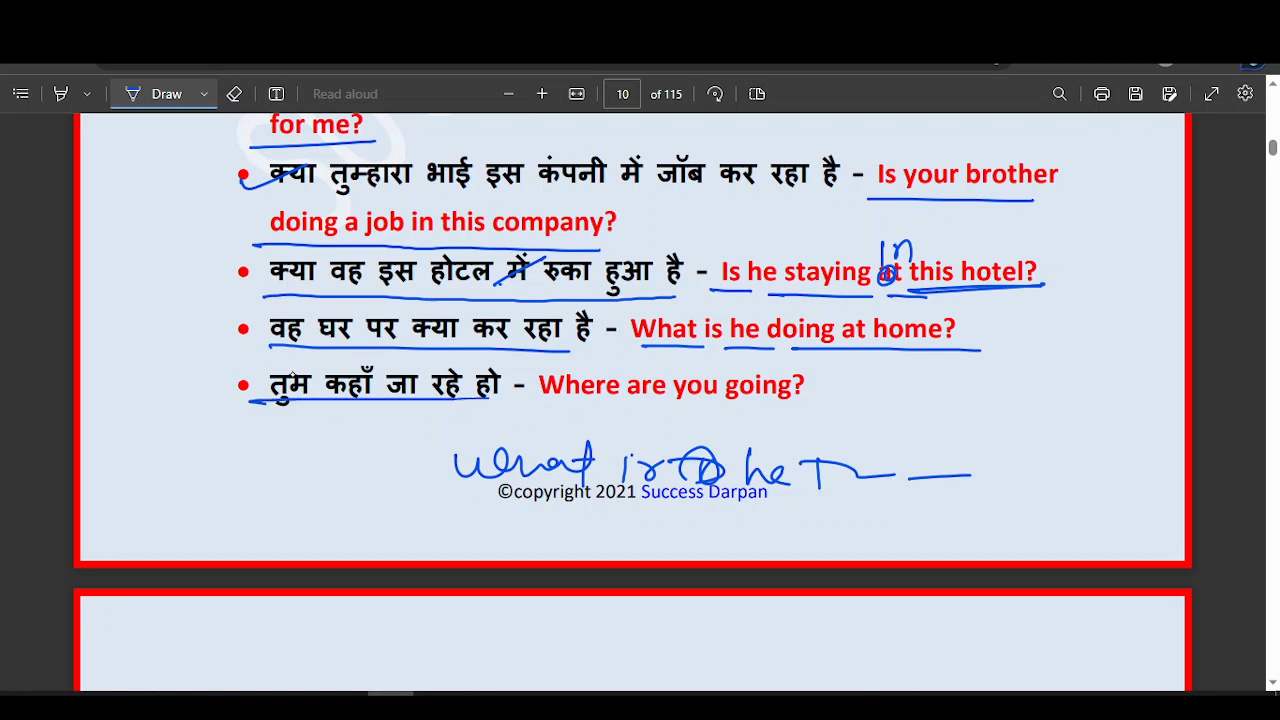 Draw
Read aloud
10
of 115
for me?
क्या तुम्हारा भाई इस कंपनी में जॉब कर रहा है – Is your brother
doing a job in this company?
In
क्या वह इस होटल में रुका हुआ है – Is he staying at this hotel?
वह घर पर क्या कर रहा है – What is he doing at home?
तुम कहाँ जा रहे हो – Where are you going?
What is he
©copyright 2021 Success Darpan